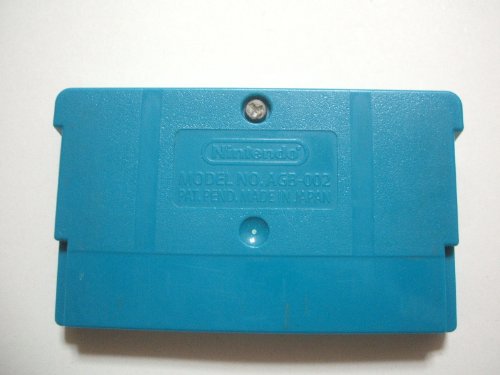 Nintendo
MODEL NO. AGB-002
PAT. PEND. MADE IN JAPAN